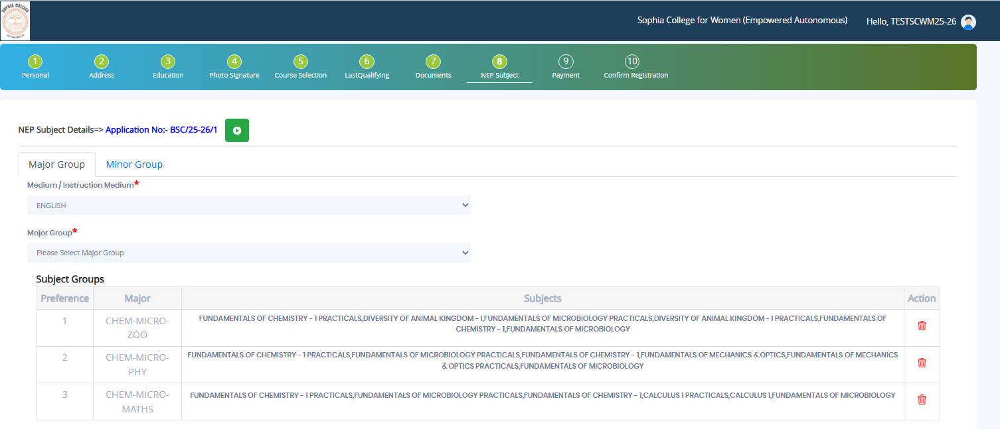 SOPHIA COLLEGE
Sophia College for Women (Empowered Autonomous)
Hello, TESTSCWM25-26
1
2
3
4
5
6
7
8
9
10
Personal
Address
Education
Photo Signature
Course Selection
LastQualifying
Documents
NEP Subject
Payment
Confirm Registration
NEP Subject Details=> Application No:- BSC/25-26/1
Major Group
Minor Group
Medium / Instruction Medium*
ENGLISH
Major Group*
Please Select Major Group
Subject Groups
Preference
Major
Subjects
Action
1
CHEM-MICRO-
ZOO
FUNDAMENTALS OF CHEMISTRY - 1 PRACTICALS,DIVERSITY OF ANIMAL KINGDOM - I,FUNDAMENTALS OF MICROBIOLOGY PRACTICALS,DIVERSITY OF ANIMAL KINGDOM - I PRACTICALS,FUNDAMENTALS OF
CHEMISTRY - 1,FUNDAMENTALS OF MICROBIOLOGY
2
CHEM-MICRO-
PHY
FUNDAMENTALS OF CHEMISTRY - 1 PRACTICALS,FUNDAMENTALS OF MICROBIOLOGY PRACTICALS,FUNDAMENTALS OF CHEMISTRY - 1,FUNDAMENTALS OF MECHANICS & OPTICS,FUNDAMENTALS OF MECHANICS
& OPTICS PRACTICALS,FUNDAMENTALS OF MICROBIOLOGY
3
CHEM-MICRO-
MATHS
FUNDAMENTALS OF CHEMISTRY - 1 PRACTICALS,FUNDAMENTALS OF MICROBIOLOGY PRACTICALS,FUNDAMENTALS OF CHEMISTRY - 1,CALCULUS 1 PRACTICALS,CALCULUS 1,FUNDAMENTALS OF MICROBIOLOGY